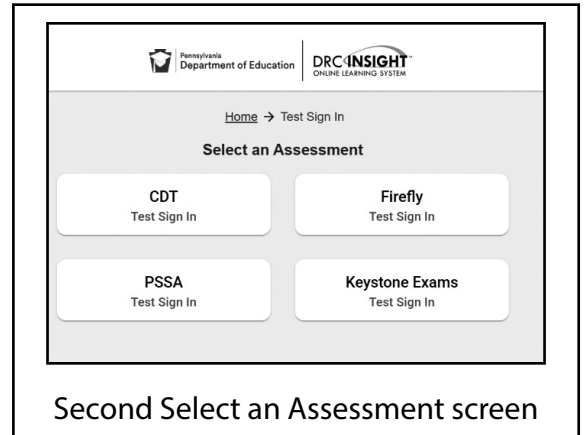 Pennsylvania
Department of Education
DRC INSIGHT™
ONLINE LEARNING SYSTEM
Home → Test Sign In
Select an Assessment
CDT
Test Sign In
Firefly
Test Sign In
PSSA
Test Sign In
Keystone Exams
Test Sign In
Second Select an Assessment screen